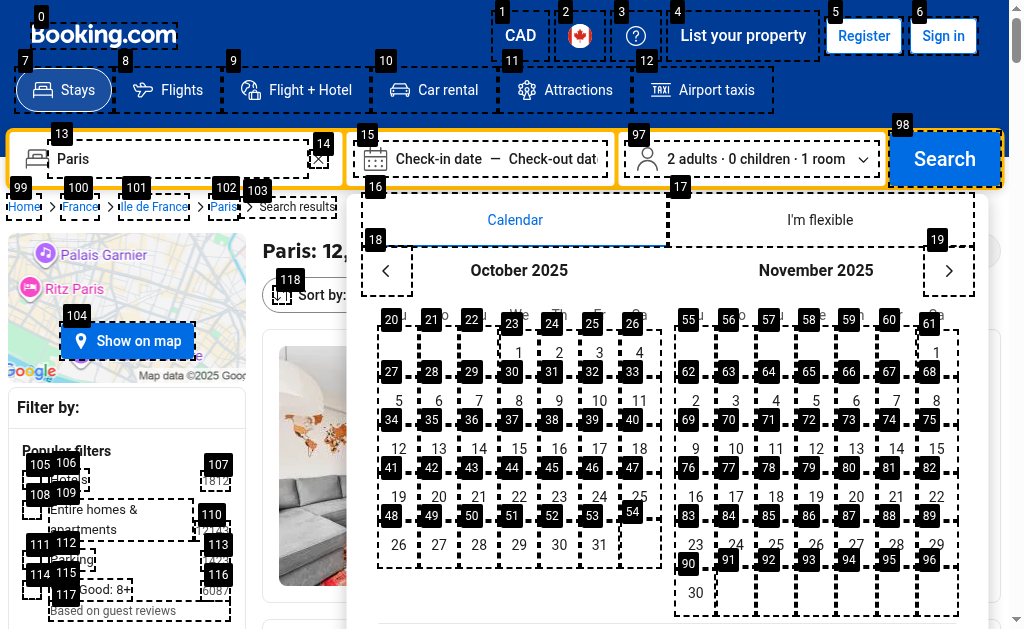 Booking.com
CAD
List your property
Register
Sign in
Stays
Flights
Flight + Hotel
Car rental
Attractions
Airport taxis
Paris
Check-in date — Check-out dat
2 adults · 0 children · 1 room
Search
Home
France
Île de France
Paris
Search results
Calendar
I'm flexible
October 2025
1 2 3 4
5 6 7 8 9 10 11
12 13 14 15 16 17 18
19 20 21 22 23 24 25
26 27 28 29 30 31
November 2025
1
2 3 4 5 6 7 8
9 10 11 12 13 14 15
16 17 18 19 20 21 22
23 24 25 26 27 28 29
30
Palais Garnier
Ritz Paris
Show on map
Google
Map data ©2025 Goo
Paris: 12,
Sort by:
Filter by:
Popular filters
Hotels
1812
Entire homes &
apartments
Parking
Good: 8+
6087
Based on guest reviews
0
1
2
3
4
5
6
7
8
9
10
11
12
13
14
15
16
17
18
19
20 21 22 23 24 25 26
27 28 29 30 31 32 33
34 35 36 37 38 39 40
41 42 43 44 45 46 47
48 49 50 51 52 53 54
55 56 57 58 59 60 61
62 63 64 65 66 67 68
69 70 71 72 73 74 75
76 77 78 79 80 81 82
83 84 85 86 87 88 89
90 91 92 93 94 95 96
97
98
99
100
101
102
103
104
105
106
107
108
109
110
111
112
113
114
115
116
117
118